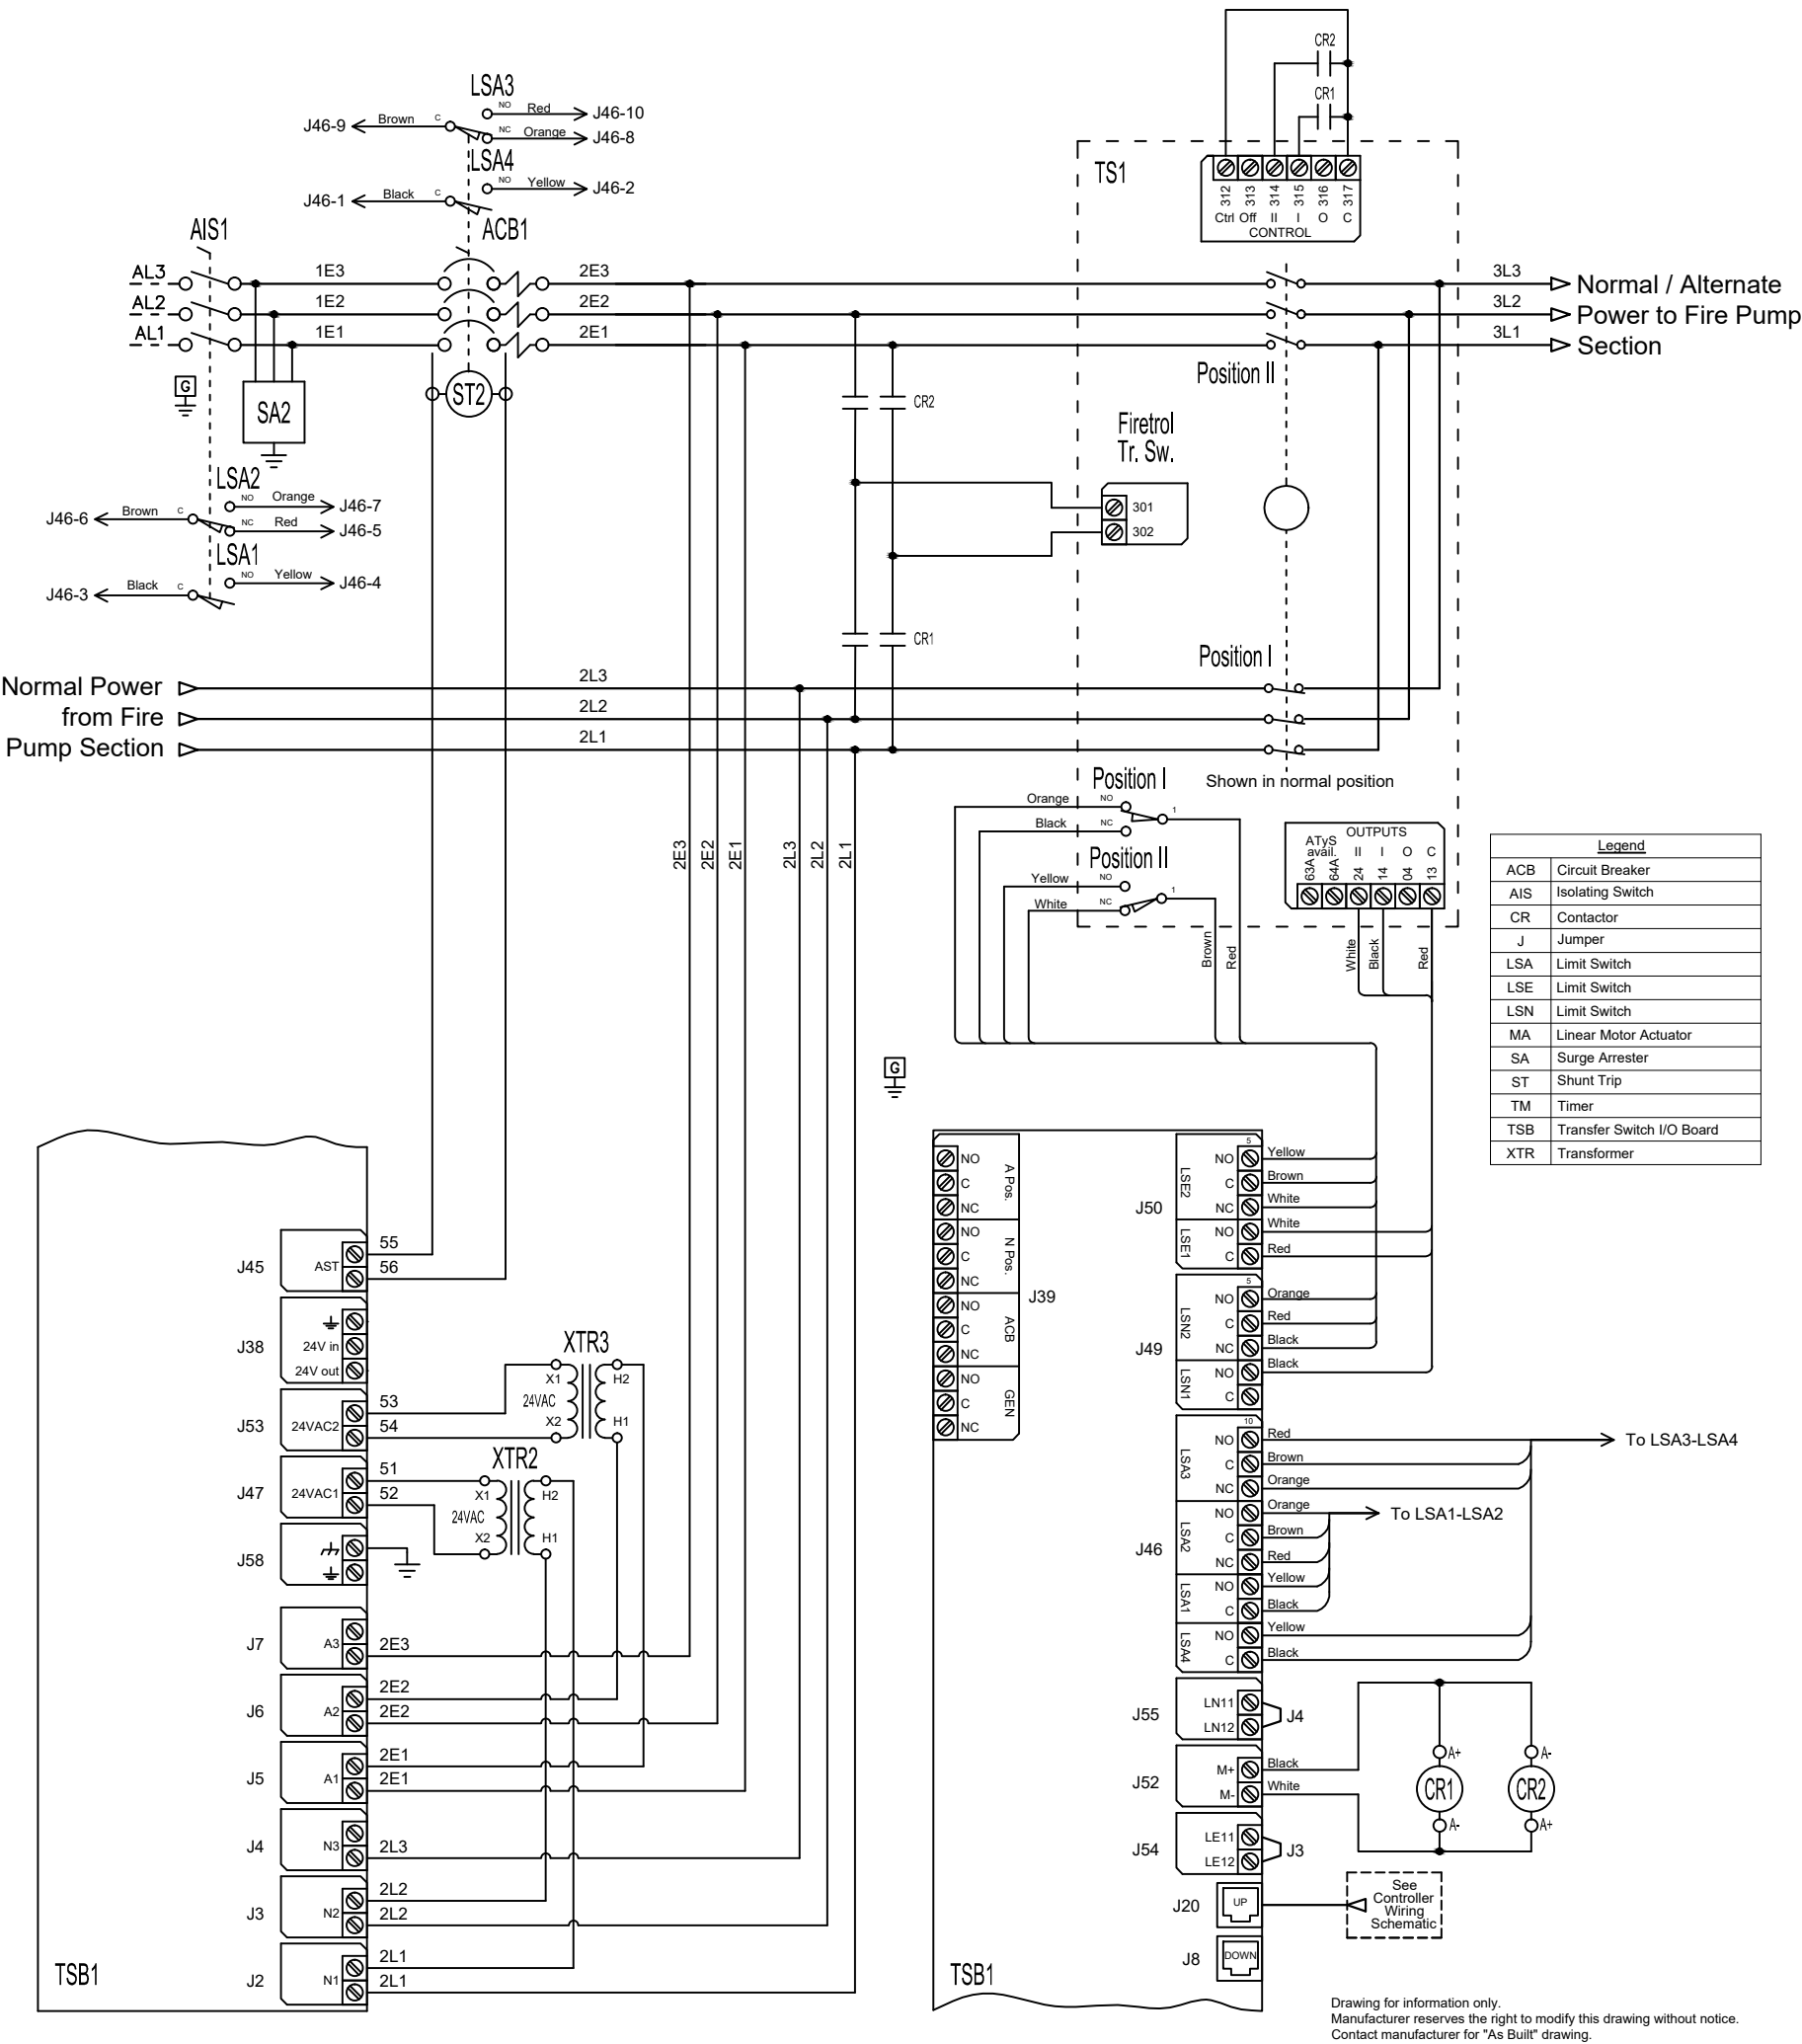 CR2
CR1
LSA3
NO Red J46-10
J46-9 Brown C
NC Orange J46-8
LSA4
NO Yellow J46-2
J46-1 Black C
TS1
312 313 314 315 316 317
Ctrl Off II I O C
CONTROL
AIS1
ACB1
AL3 1E3 2E3 3L3
AL2 1E2 2E2 3L2
AL1 1E1 2E1 3L1
Normal / Alternate
Power to Fire Pump
Section
Position II
G
SA2
ST2
CR2
Firetrol
Tr. Sw.
301
302
LSA2
NO Orange J46-7
J46-6 Brown C
NC Red J46-5
LSA1
NO Yellow J46-4
J46-3 Black C
CR1
Position I
Normal Power
from Fire
Pump Section
2L3
2L2
2L1
Shown in normal position
Position I
Orange NO
1
Black NC
Position II
Yellow NO
1
White NC
Brown
Red
OUTPUTS
ATyS
avail. II I O C
63A 64A 24 14 04 13
White
Black
Red
2E3
2E2
2E1
2L3
2L2
2L1
Legend
ACB Circuit Breaker
AIS Isolating Switch
CR Contactor
J Jumper
LSA Limit Switch
LSE Limit Switch
LSN Limit Switch
MA Linear Motor Actuator
SA Surge Arrester
ST Shunt Trip
TM Timer
TSB Transfer Switch I/O Board
XTR Transformer
G
J45 AST 55
56
J38 24V in
24V out
J53 24VAC2 53
54
J47 24VAC1 51
52
J58
J7 A3 2E3
J6 A2 2E2
2E2
J5 A1 2E1
2E1
J4 N3 2L3
J3 N2 2L2
2L2
J2 N1 2L1
2L1
TSB1
XTR3
X1 H2
24VAC
X2 H1
XTR2
X1 H2
24VAC
X2 H1
J39
NO
C
NC
A Pos.
NO
C
NC
N Pos.
NO
C
NC
ACB
NO
C
NC
GEN
J50
5
LSE2
NO Yellow
C Brown
NC White
LSE1
NO White
C Red
J49
5
LSN2
NO Orange
C Red
NC Black
LSN1
NO Black
C
J46
10
LSA3
NO Red
C Brown
NC Orange
To LSA3-LSA4
LSA2
NO Orange
C Brown
NC Red
To LSA1-LSA2
LSA1
NO Yellow
C Black
LSA4
NO Yellow
C Black
J55 LN11
LN12
J4
J52 M+ Black
M- White
J54 LE11
LE12
J3
J20 UP
J8 DOWN
TSB1
A+ A-
CR1 CR2
A- A+
See
Controller
Wiring
Schematic
Drawing for information only.
Manufacturer reserves the right to modify this drawing without notice.
Contact manufacturer for "As Built" drawing.